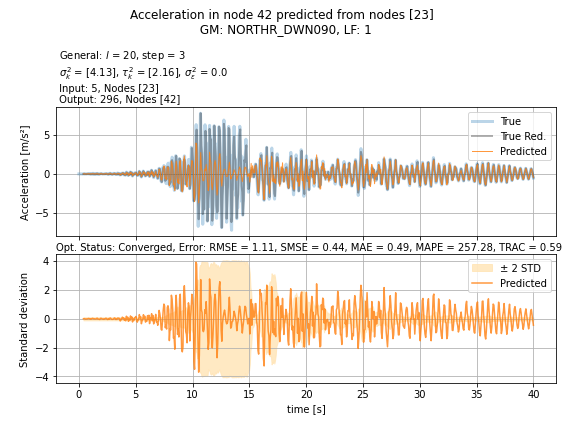 Acceleration in node 42 predicted from nodes [23]
GM: NORTHR_DWN090, LF: 1
General: l = 20, step = 3
σ²ₖ = [4.13], τ²ₖ = [2.16], σ²ε = 0.0
Input: 5, Nodes [23]
Output: 296, Nodes [42]
Acceleration [m/s²]
5
0
−5
True
True Red.
Predicted
Opt. Status: Converged, Error: RMSE = 1.11, SMSE = 0.44, MAE = 0.49, MAPE = 257.28, TRAC = 0.59
Standard deviation
4
2
0
−2
−4
± 2 STD
Predicted
0 5 10 15 20 25 30 35 40
time [s]